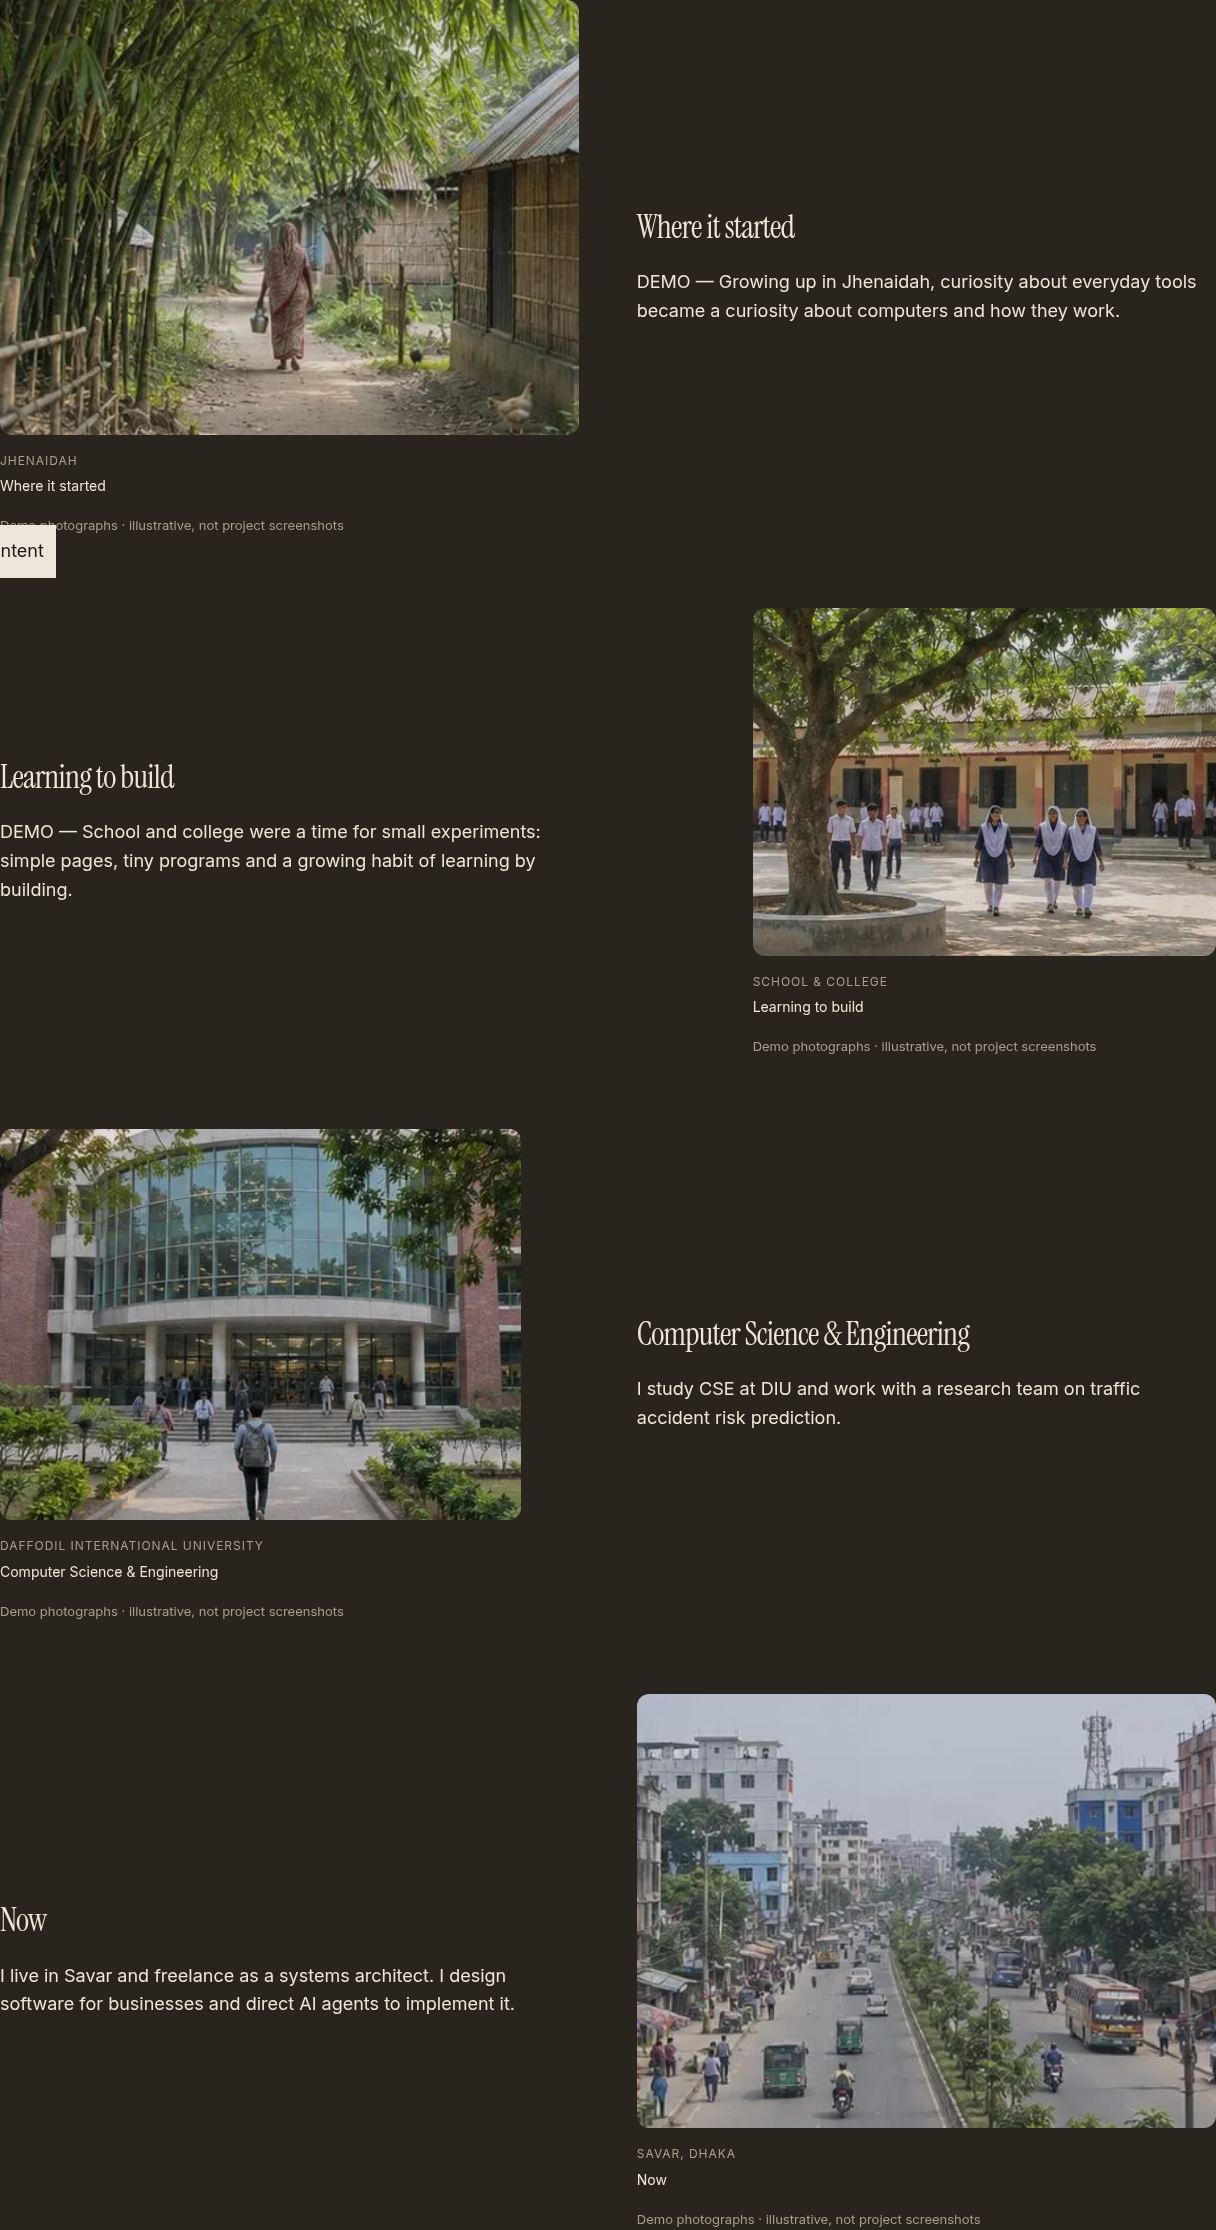 Where it started
DEMO — Growing up in Jhenaidah, curiosity about everyday tools
became a curiosity about computers and how they work.
JHENAIDAH
Where it started
Demo photographs · illustrative, not project screenshots
ntent
Learning to build
DEMO — School and college were a time for small experiments:
simple pages, tiny programs and a growing habit of learning by
building.
SCHOOL & COLLEGE
Learning to build
Demo photographs · illustrative, not project screenshots
Computer Science & Engineering
I study CSE at DIU and work with a research team on traffic
accident risk prediction.
DAFFODIL INTERNATIONAL UNIVERSITY
Computer Science & Engineering
Demo photographs · illustrative, not project screenshots
Now
I live in Savar and freelance as a systems architect. I design
software for businesses and direct AI agents to implement it.
SAVAR, DHAKA
Now
Demo photographs · illustrative, not project screenshots